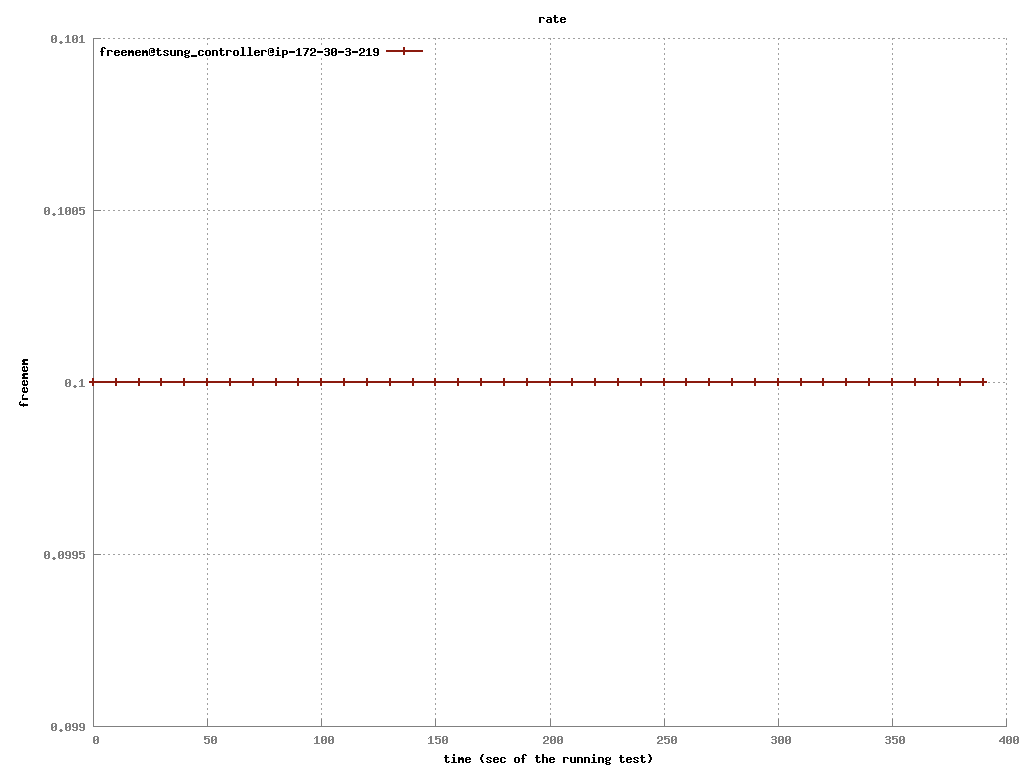 rate
0.101
freemem@tsung_controller@ip-172-30-3-219
0.1005
freemem
0.1
0.0995
0.099
0 50 100 150 200 250 300 350 400
time (sec of the running test)